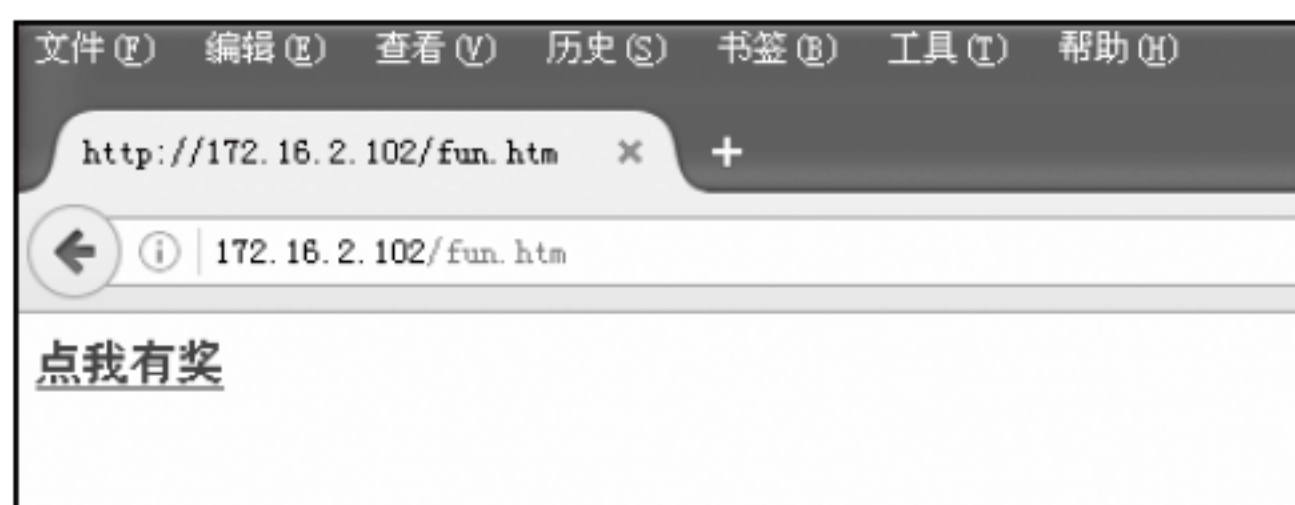 文件(F) 编辑(E) 查看(V) 历史(S) 书签(B) 工具(T) 帮助(H)
http://172.16.2.102/fun.htm
172.16.2.102/fun.htm
点我有奖